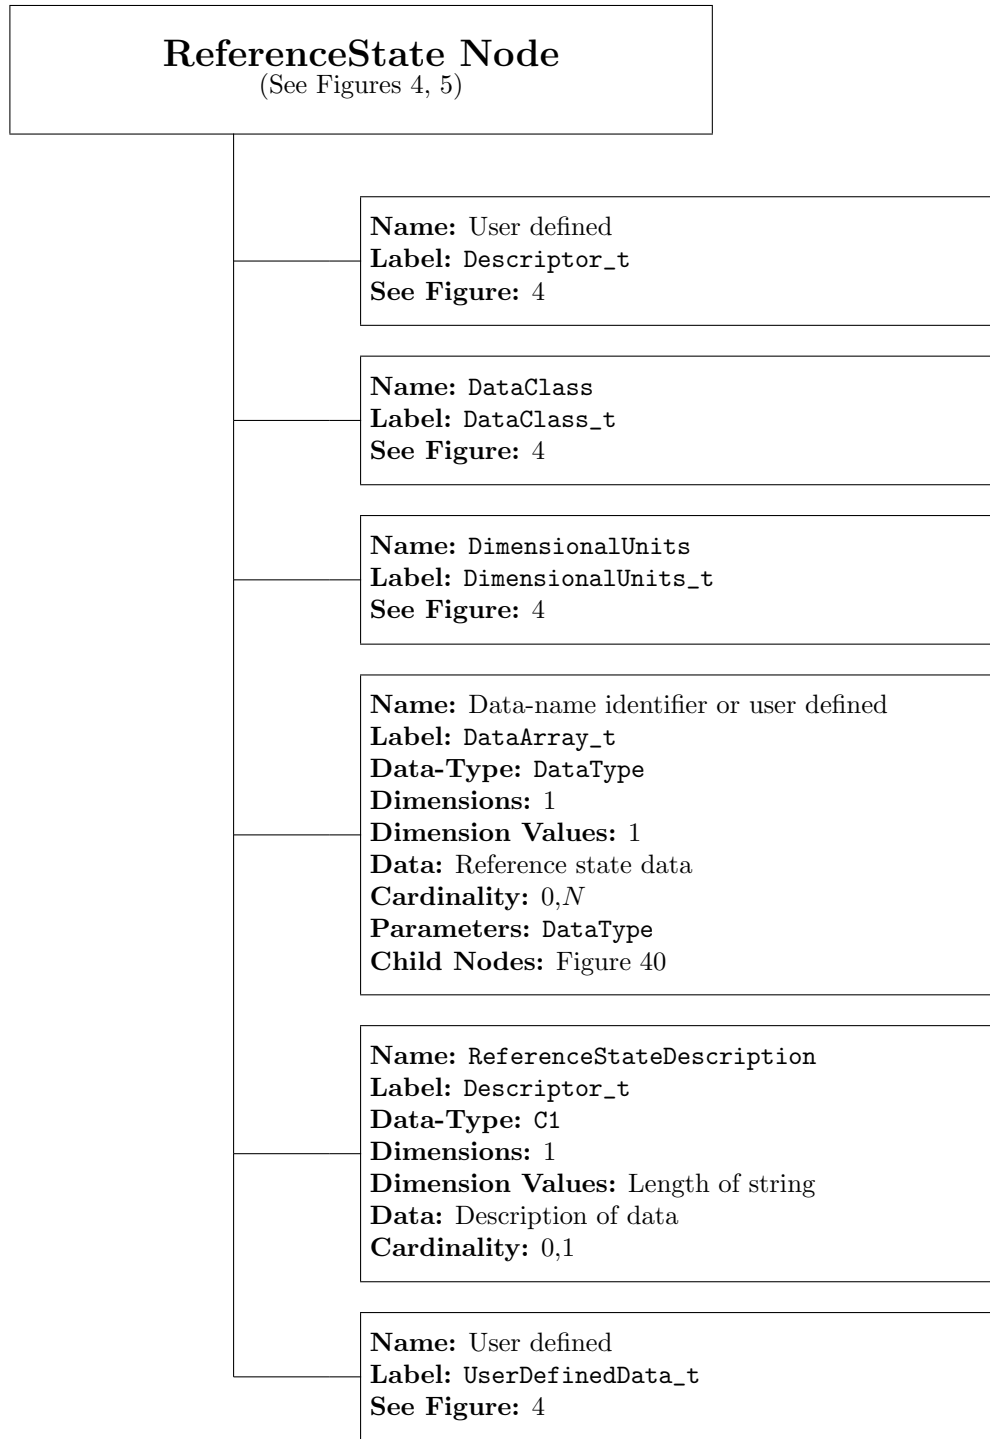 ReferenceState Node
(See Figures 4, 5)
Name: User defined
Label: Descriptor_t
See Figure: 4
Name: DataClass
Label: DataClass_t
See Figure: 4
Name: DimensionalUnits
Label: DimensionalUnits_t
See Figure: 4
Name: Data-name identifier or user defined
Label: DataArray_t
Data-Type: DataType
Dimensions: 1
Dimension Values: 1
Data: Reference state data
Cardinality: 0,N
Parameters: DataType
Child Nodes: Figure 40
Name: ReferenceStateDescription
Label: Descriptor_t
Data-Type: C1
Dimensions: 1
Dimension Values: Length of string
Data: Description of data
Cardinality: 0,1
Name: User defined
Label: UserDefinedData_t
See Figure: 4